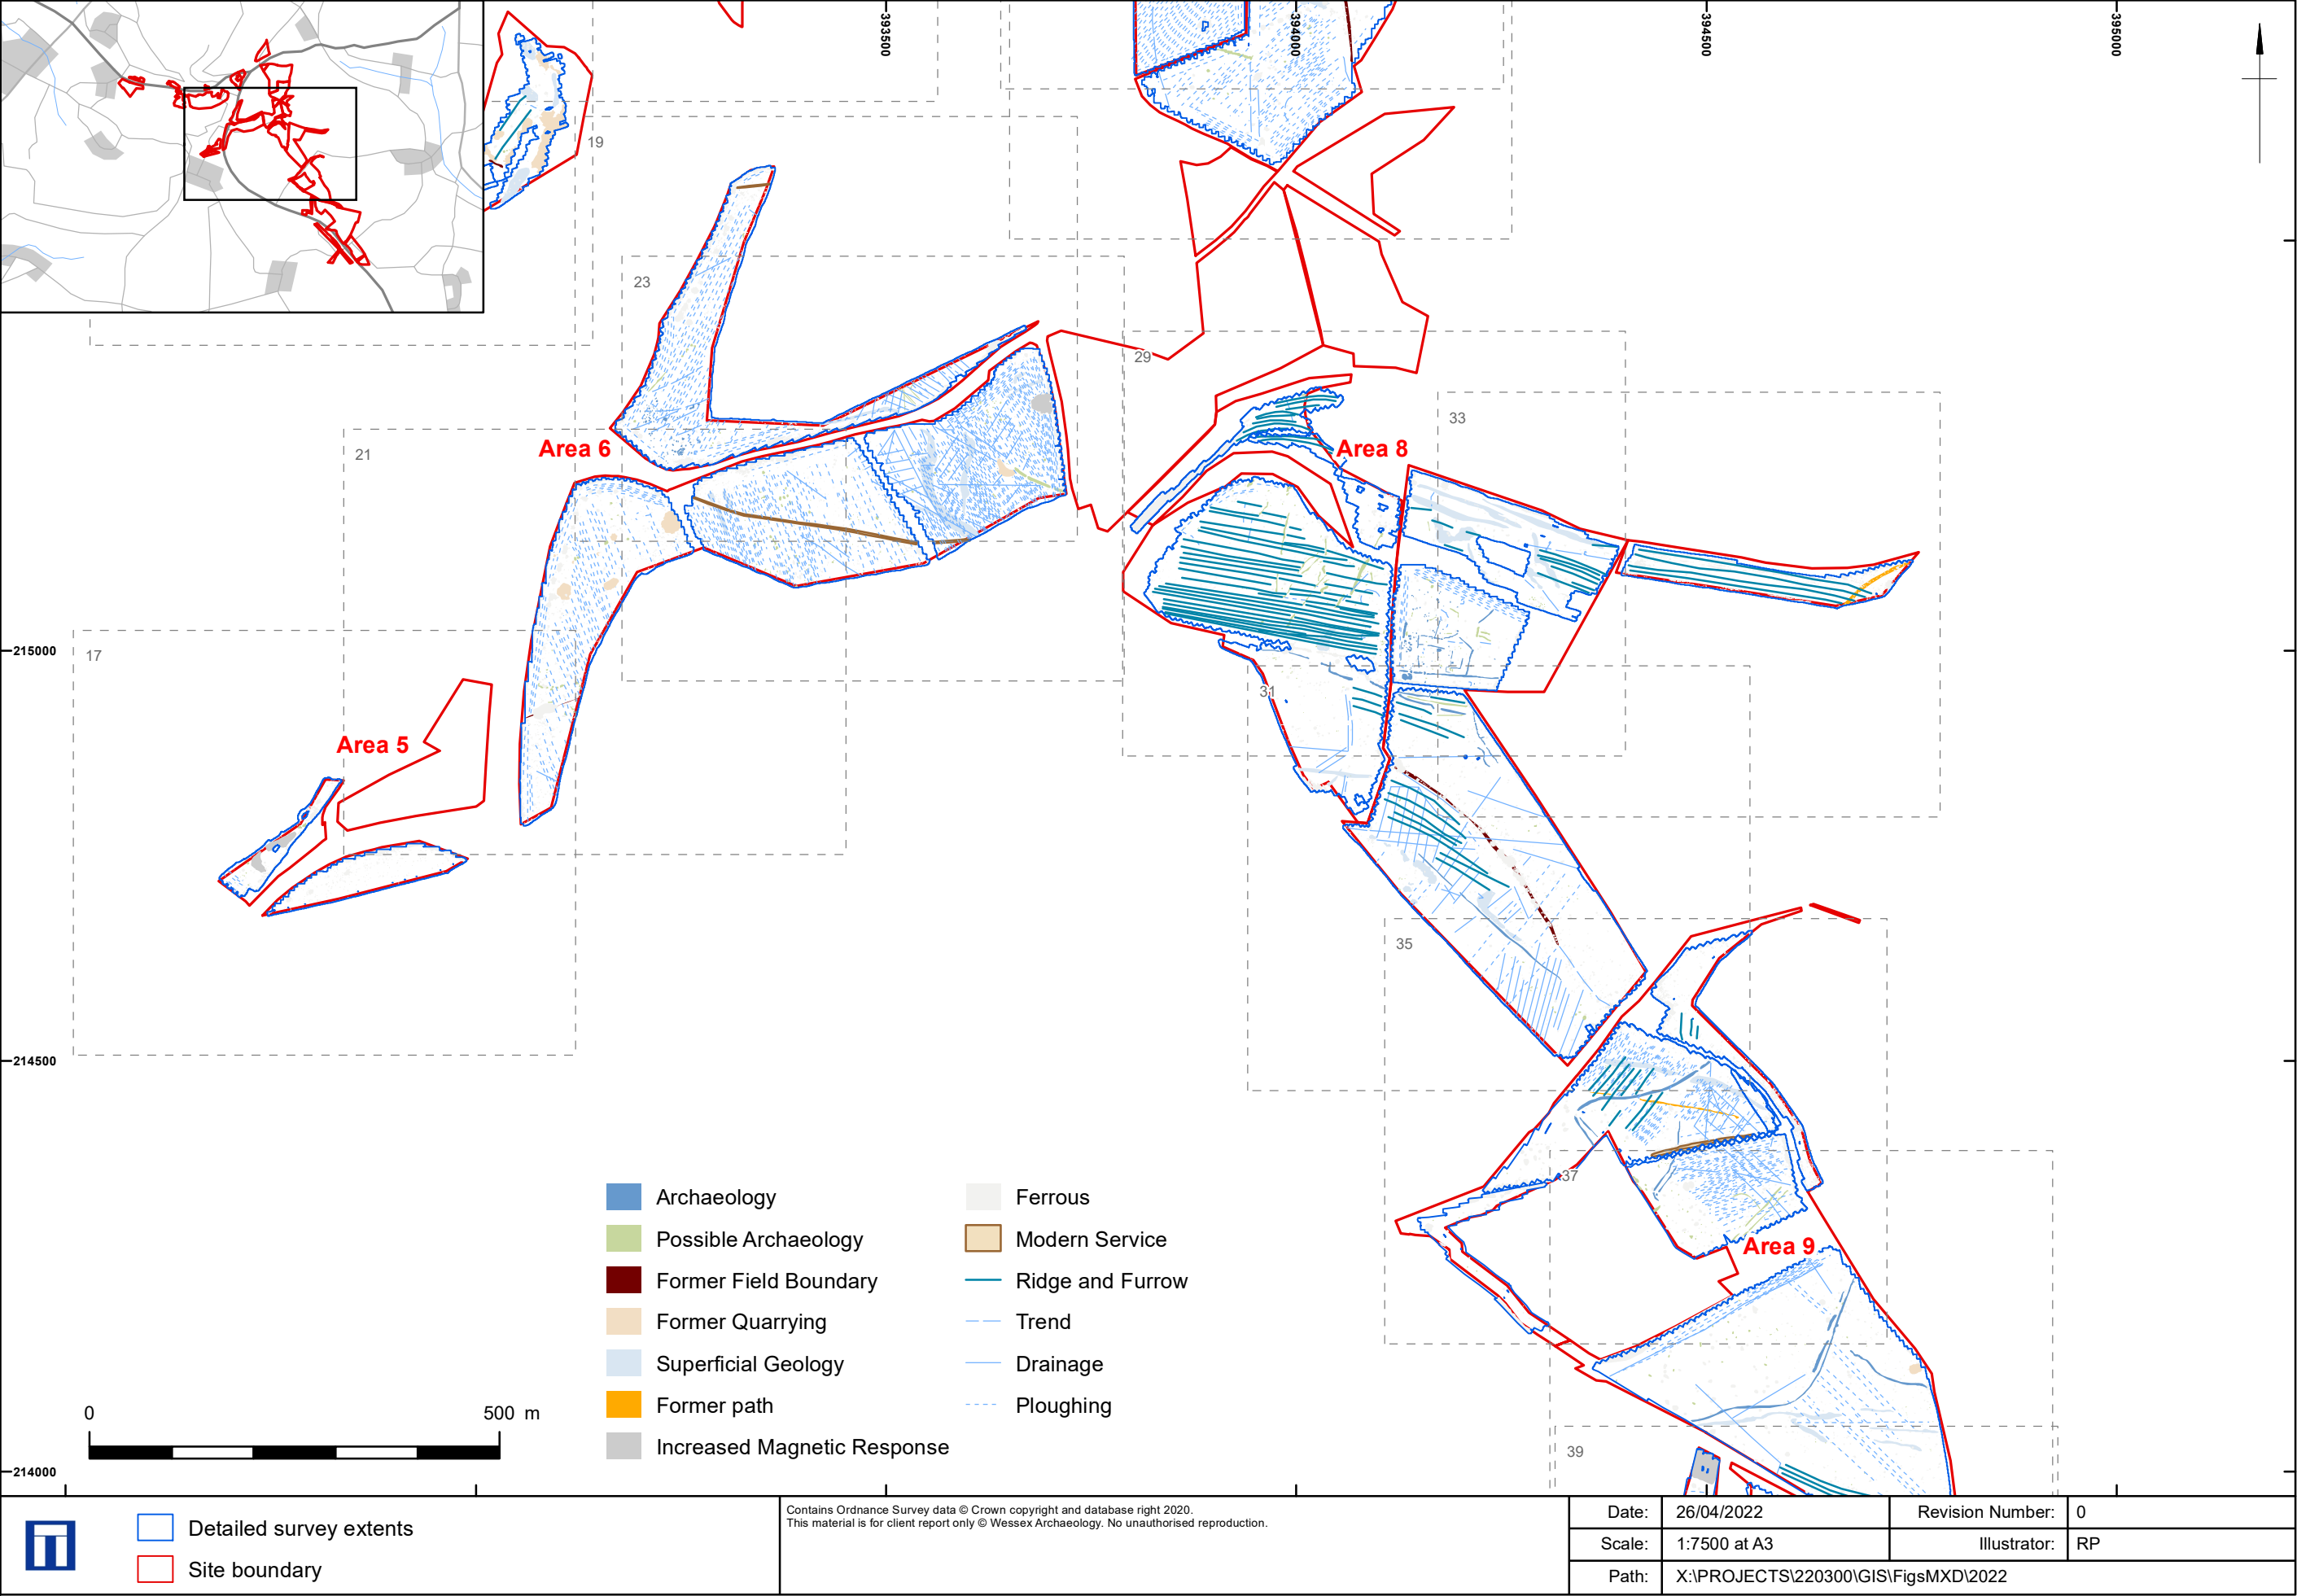 393500
394000
394500
395000
19
23
29
33
Area 6
Area 8
21
215000
17
31
Area 5
35
214500
37
Area 9
39
Archaeology
Possible Archaeology
Former Field Boundary
Former Quarrying
Superficial Geology
Former path
Increased Magnetic Response
Ferrous
Modern Service
Ridge and Furrow
Trend
Drainage
Ploughing
0 500 m
214000
Detailed survey extents
Site boundary
Contains Ordnance Survey data © Crown copyright and database right 2020.
This material is for client report only © Wessex Archaeology. No unauthorised reproduction.
Date: 26/04/2022 Revision Number: 0
Scale: 1:7500 at A3 Illustrator: RP
Path: X:\PROJECTS\220300\GIS\FigsMXD\2022